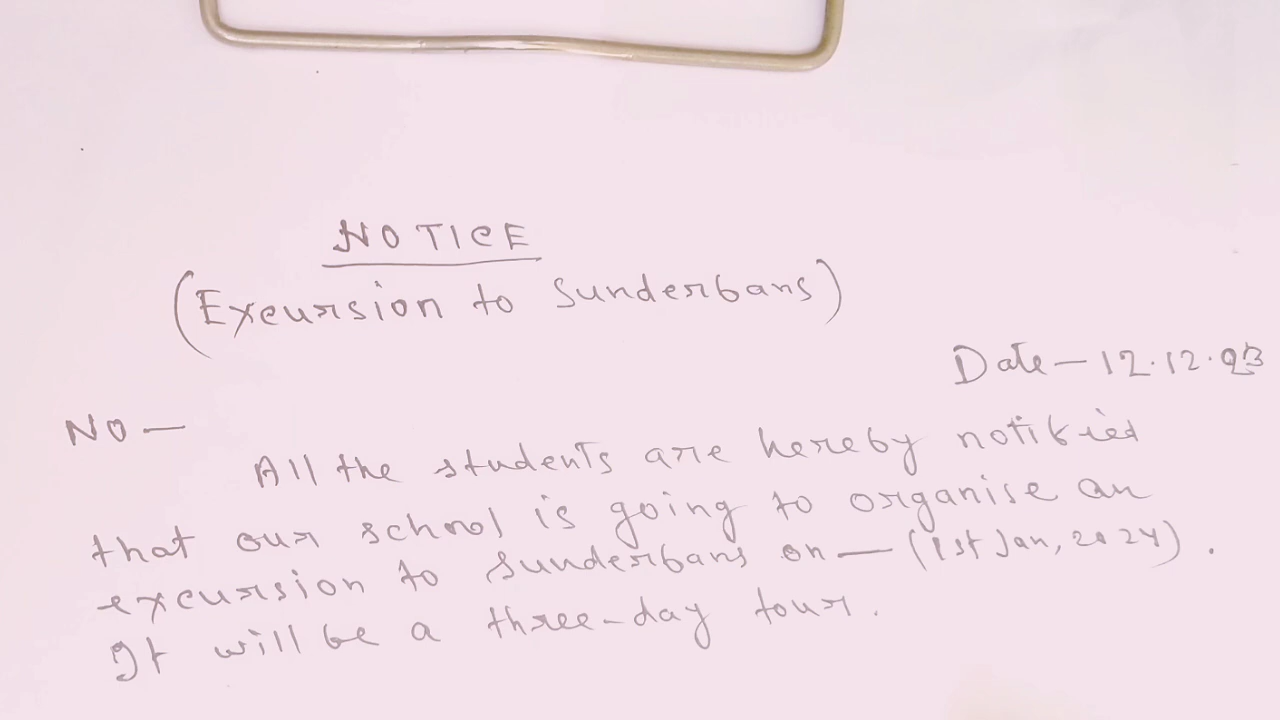 NOTICE
(Excursion to Sunderbans)
Date - 12.12.23
NO -
All the students are hereby notified
that our school is going to organise an
excursion to Sunderbans on - (1st Jan, 2024).
It will be a three-day tour.